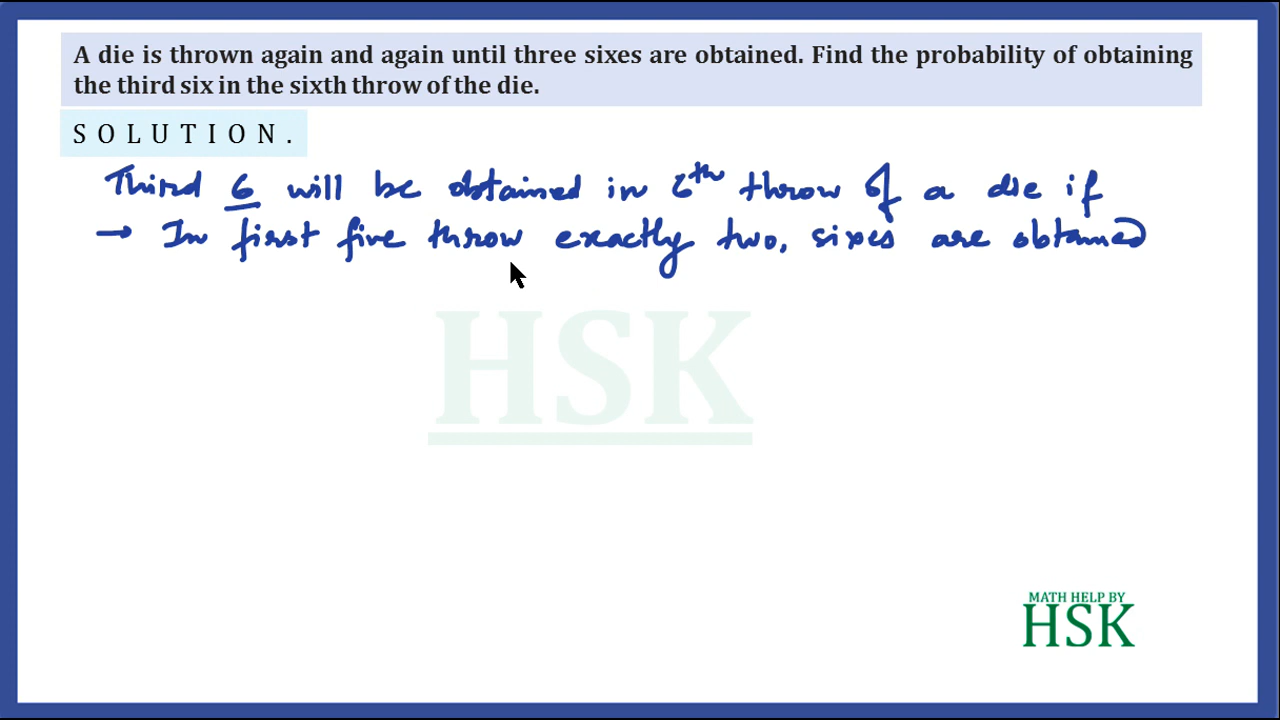 A die is thrown again and again until three sixes are obtained. Find the probability of obtaining
the third six in the sixth throw of the die.
SOLUTION.
Third 6 will be obtained in 6th throw of a die if
→ In first five throw exactly two, sixes are obtained
HSK
MATH HELP BY
HSK